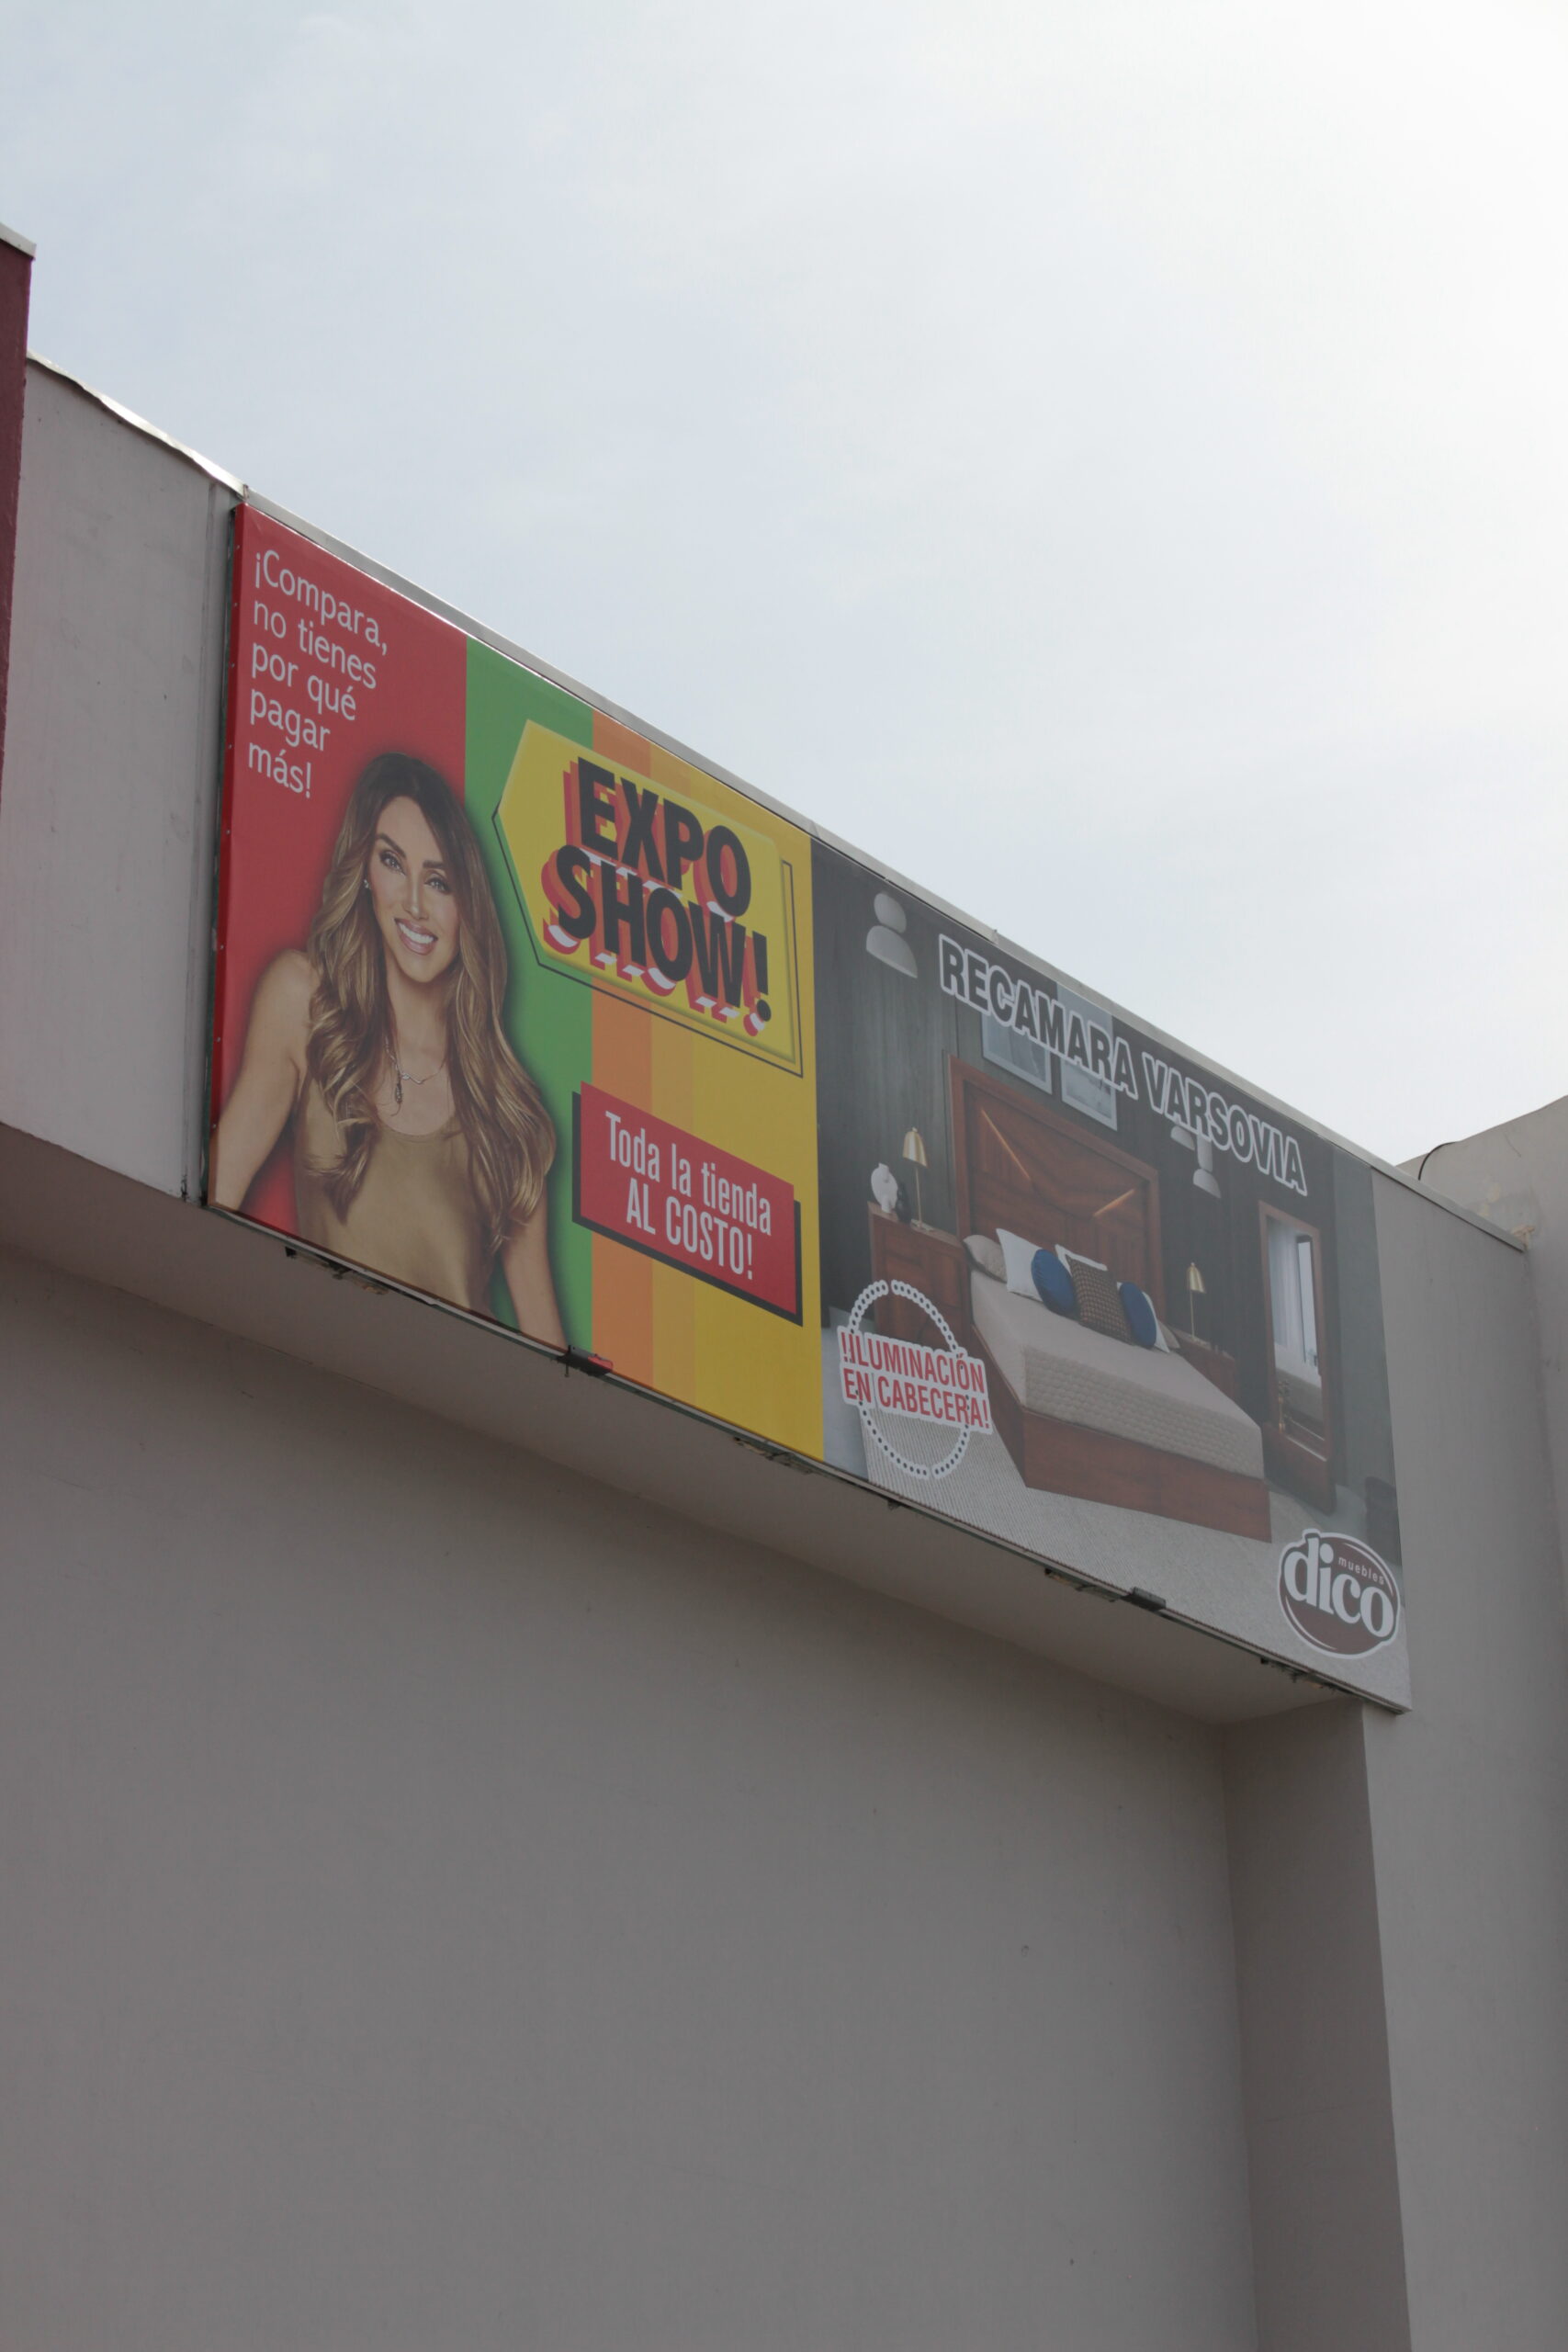 ¡Compara,
no tienes
por qué
pagar
más!
EXPO
SHOW!
Toda la tienda
AL COSTO!
RECAMARA VARSOVIA
¡ILUMINACIÓN
EN CABECERA!
muebles
dico